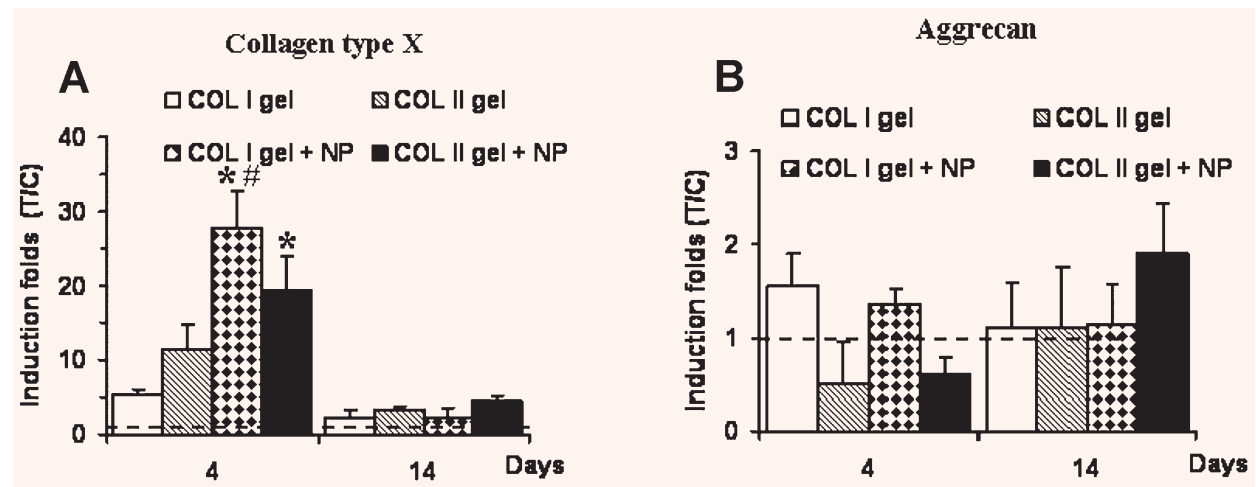 Collagen type X
A
COL I gel
COL II gel
COL I gel + NP
COL II gel + NP
Induction folds (T/C)
40
30
20
10
0
* #
*
4
14
Days
Aggrecan
B
COL I gel
COL II gel
COL I gel + NP
COL II gel + NP
Induction folds (T/C)
3
2
1
0
4
14
Days